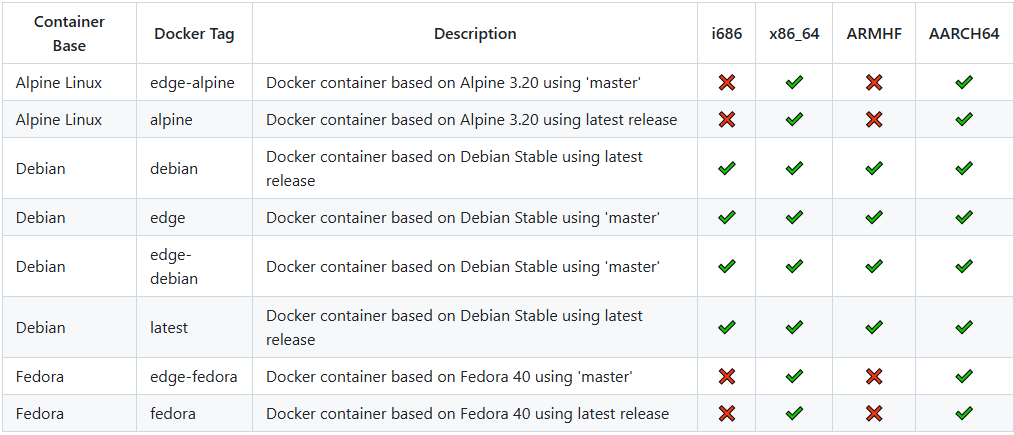 Container Base Docker Tag Description i686 x86_64 ARMHF AARCH64
Alpine Linux edge-alpine Docker container based on Alpine 3.20 using 'master' ❌ ✔ ❌ ✔
Alpine Linux alpine Docker container based on Alpine 3.20 using latest release ❌ ✔ ❌ ✔
Debian debian Docker container based on Debian Stable using latest release ✔ ✔ ✔ ✔
Debian edge Docker container based on Debian Stable using 'master' ✔ ✔ ✔ ✔
Debian edge-debian Docker container based on Debian Stable using 'master' ✔ ✔ ✔ ✔
Debian latest Docker container based on Debian Stable using latest release ✔ ✔ ✔ ✔
Fedora edge-fedora Docker container based on Fedora 40 using 'master' ❌ ✔ ❌ ✔
Fedora fedora Docker container based on Fedora 40 using latest release ❌ ✔ ❌ ✔